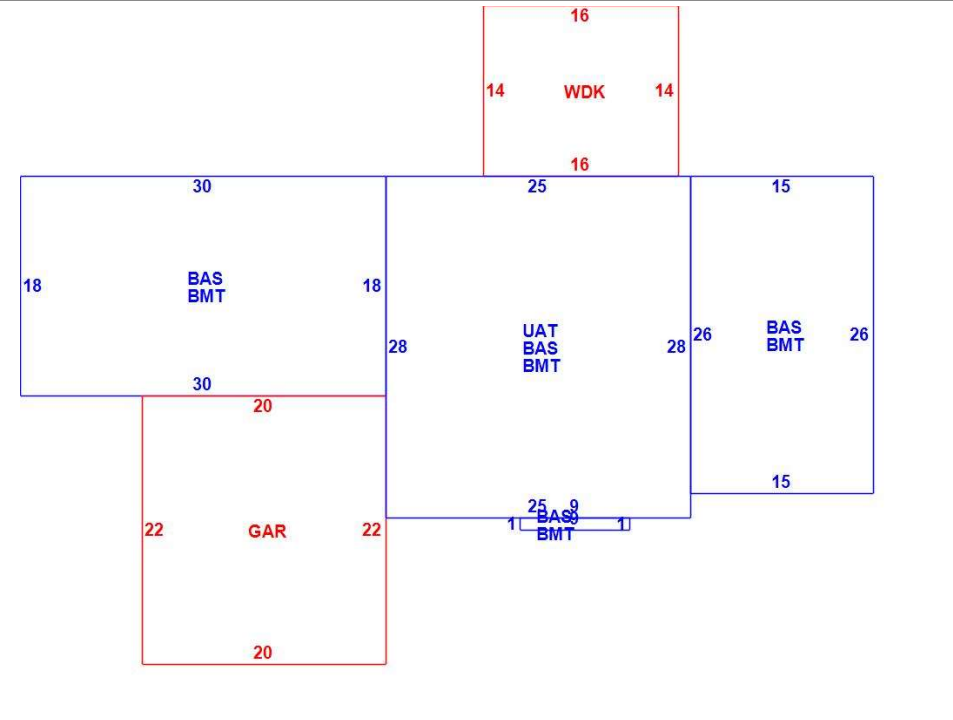 16
14 WDK 14
16
30 25 15
BAS
BMT
18 18
UAT
BAS
BMT
28 28
BAS
BMT
26 26
30
20
15
25 9
BAS
9
1 1
BMT
22 GAR 22
20